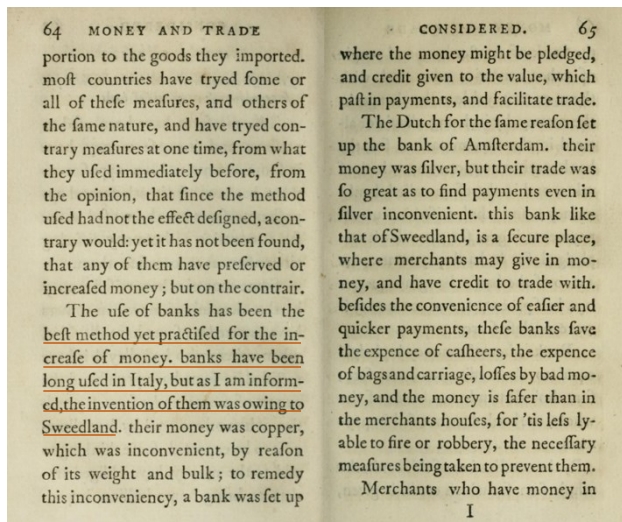 64 MONEY AND TRADE
portion to the goods they imported.
moſt countries have tryed ſome or
all of theſe meaſures, and others of
the ſame nature, and have tryed con-
trary meaſures at one time, from what
they uſed immediately before, from
the opinion, that ſince the method
uſed had not the effect deſigned, a con-
trary would: yet it has not been found,
that any of them have preſerved or
increaſed money; but on the contrair.
The uſe of banks has been the
beſt method yet practiſed for the in-
creaſe of money. banks have been
long uſed in Italy, but as I am inform-
ed, the invention of them was owing to
Sweedland. their money was copper,
which was inconvenient, by reaſon
of its weight and bulk; to remedy
this inconveniency, a bank was ſet up
CONSIDERED. 65
where the money might be pledged,
and credit given to the value, which
paſt in payments, and facilitate trade.
The Dutch for the ſame reaſon ſet
up the bank of Amſterdam. their
money was ſilver, but their trade was
ſo great as to find payments even in
ſilver inconvenient. this bank like
that of Sweedland, is a ſecure place,
where merchants may give in mo-
ney, and have credit to trade with.
beſides the convenience of eaſier and
quicker payments, theſe banks ſave
the expence of caſheers, the expence
of bags and carriage, loſſes by bad mo-
ney, and the money is ſafer than in
the merchants houſes, for 'tis leſs ly-
able to fire or robbery, the neceſſary
meaſures being taken to prevent them.
Merchants who have money in
I